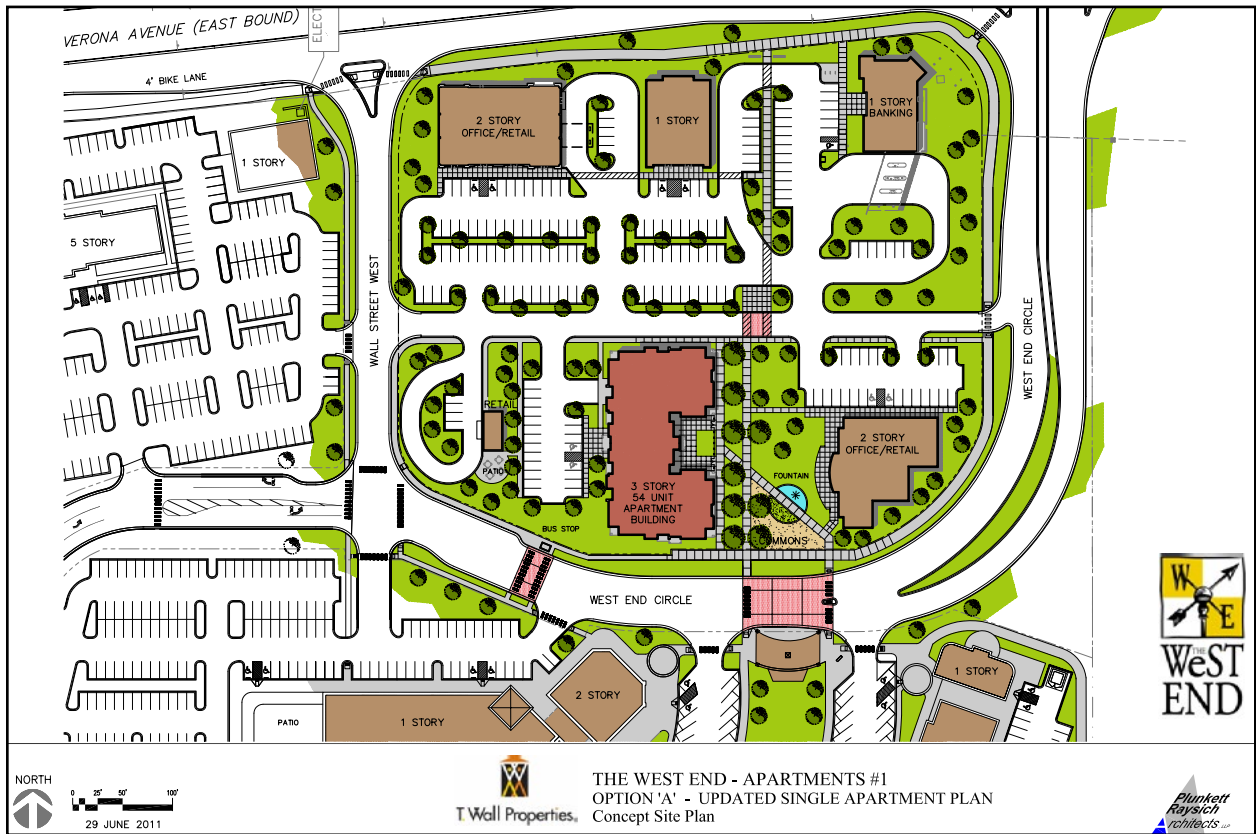 VERONA AVENUE (EAST BOUND)
ELECT
4' BIKE LANE
2 STORY
OFFICE/RETAIL
1 STORY
1 STORY
BANKING
1 STORY
5 STORY
WALL STREET WEST
WEST END CIRCLE
RETAIL
PATIO
3 STORY
54 UNIT
APARTMENT
BUILDING
2 STORY
OFFICE/RETAIL
FOUNTAIN
COMMONS
BUS STOP
WEST END CIRCLE
2 STORY
1 STORY
1 STORY
PATIO
W
E
THE
WeST
END
NORTH
0 25' 50' 100'
29 JUNE 2011
T. Wall Properties
THE WEST END - APARTMENTS #1
OPTION 'A' - UPDATED SINGLE APARTMENT PLAN
Concept Site Plan
Plunkett
Raysich
Architects, LLP